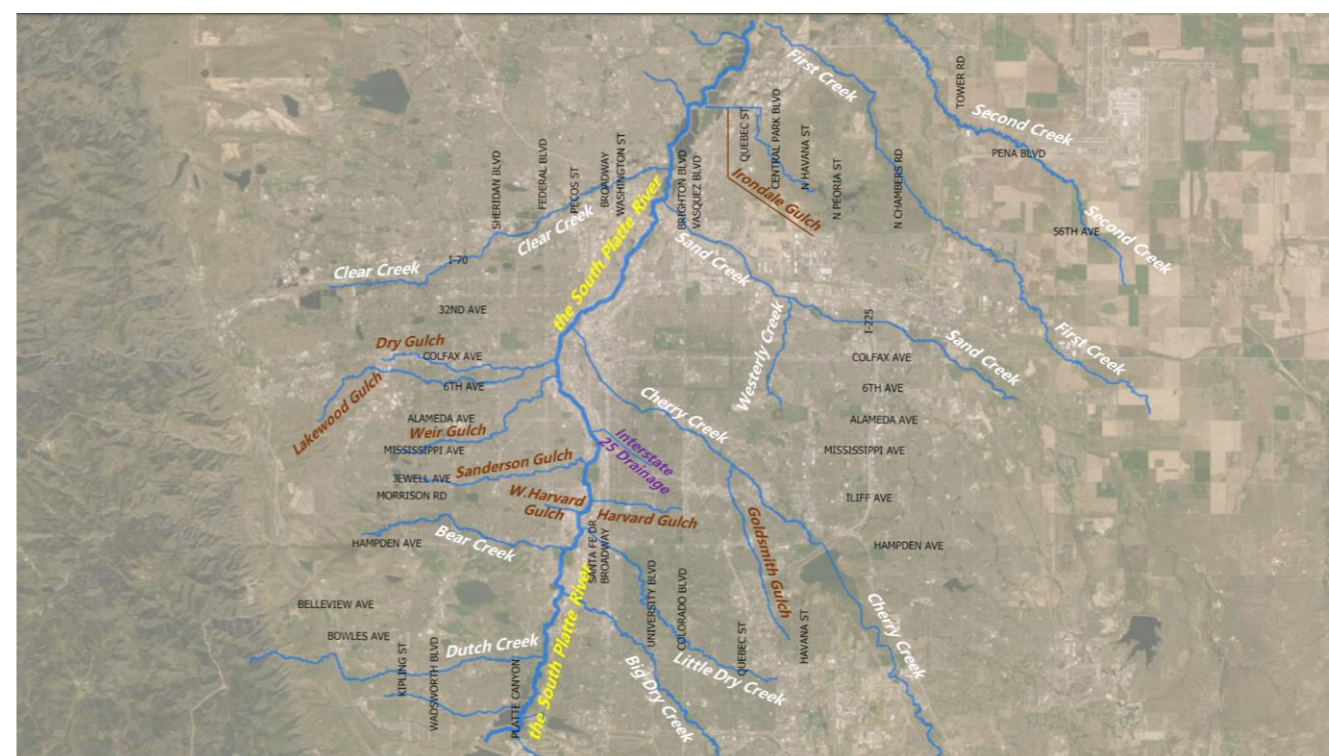 First Creek
TOWER RD
Second Creek
QUEBEC ST
CENTRAL PARK BLVD
N HAVANA ST
N PEORIA ST
N CHAMBERS RD
PENA BLVD
SHERIDAN BLVD
FEDERAL BLVD
PECOS ST
BROADWAY
WASHINGTON ST
BRIGHTON BLVD
VASQUEZ BLVD
Irondale Gulch
Clear Creek
Clear Creek
I-70
the South Platte River
Sand Creek
56TH AVE
Second Creek
32ND AVE
Westerly Creek
I-225
Sand Creek
First Creek
Dry Gulch
COLFAX AVE
COLFAX AVE
Lakewood Gulch
6TH AVE
6TH AVE
Cherry Creek
ALAMEDA AVE
ALAMEDA AVE
Weir Gulch
MISSISSIPPI AVE
MISSISSIPPI AVE
Interstate
25 Drainage
Sanderson Gulch
JEWELL AVE
MORRISON RD
W.Harvard
Gulch
Harvard Gulch
ILIFF AVE
Goldsmith Gulch
Bear Creek
HAMPDEN AVE
HAMPDEN AVE
SANTA FE DR
BROADWAY
the South Platte River
UNIVERSITY BLVD
COLORADO BLVD
BELLEVIEW AVE
BOWLES AVE
KIPLING ST
WADSWORTH BLVD
Dutch Creek
PLATTE CANYON
Big Dry Creek
Little Dry Creek
QUEBEC ST
HAVANA ST
Cherry Creek